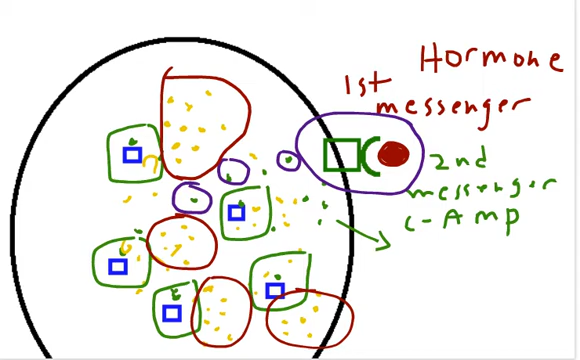 Hormone
1st
messenger
2nd
messenger
c-Amp